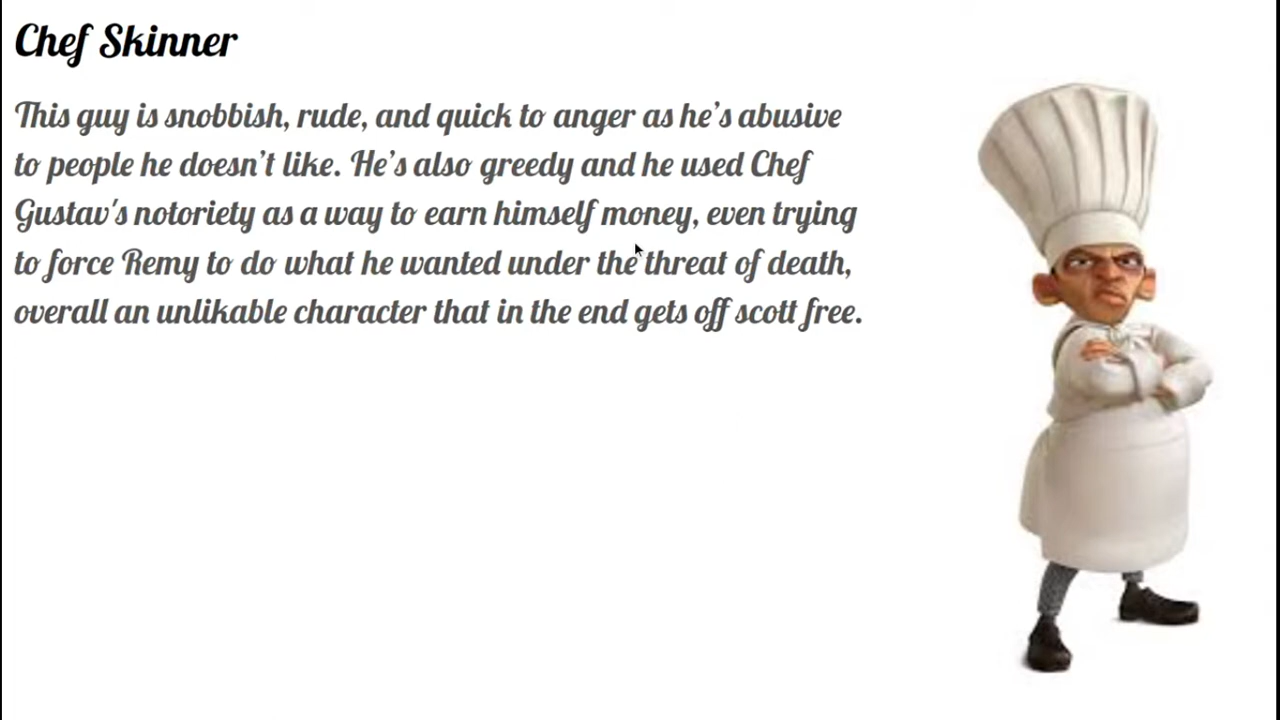 Chef Skinner
This guy is snobbish, rude, and quick to anger as he’s abusive
to people he doesn’t like. He’s also greedy and he used Chef
Gustav's notoriety as a way to earn himself money, even trying
to force Remy to do what he wanted under the threat of death,
overall an unlikable character that in the end gets off scott free.